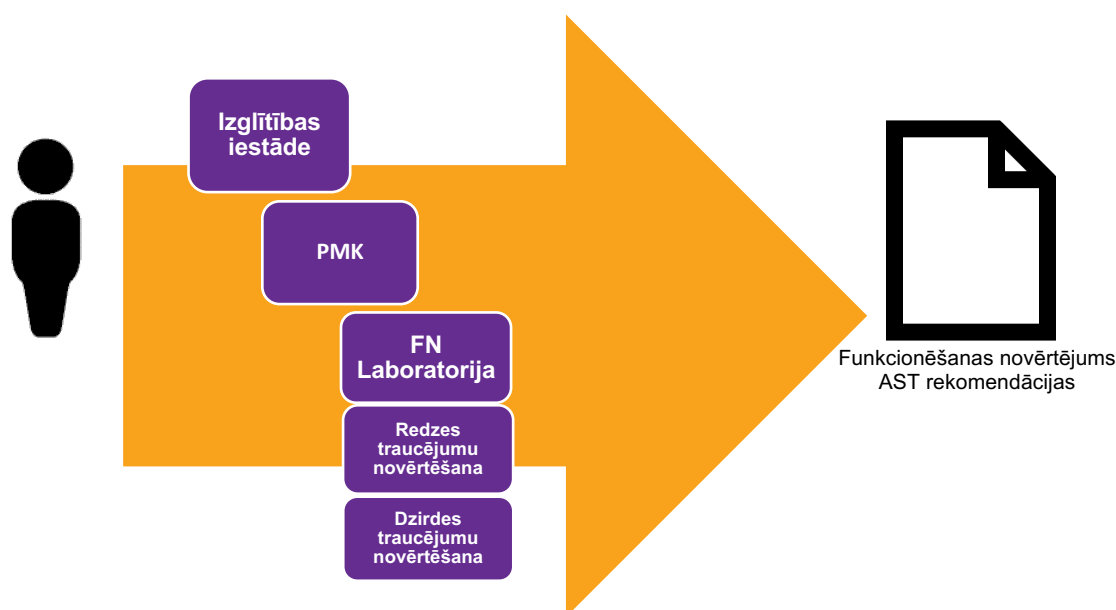 Izglītības
iestāde
PMK
FN
Laboratorija
Redzes
traucējumu
novērtēšana
Dzirdes
traucējumu
novērtēšana
Funkcionēšanas novērtējums
AST rekomendācijas